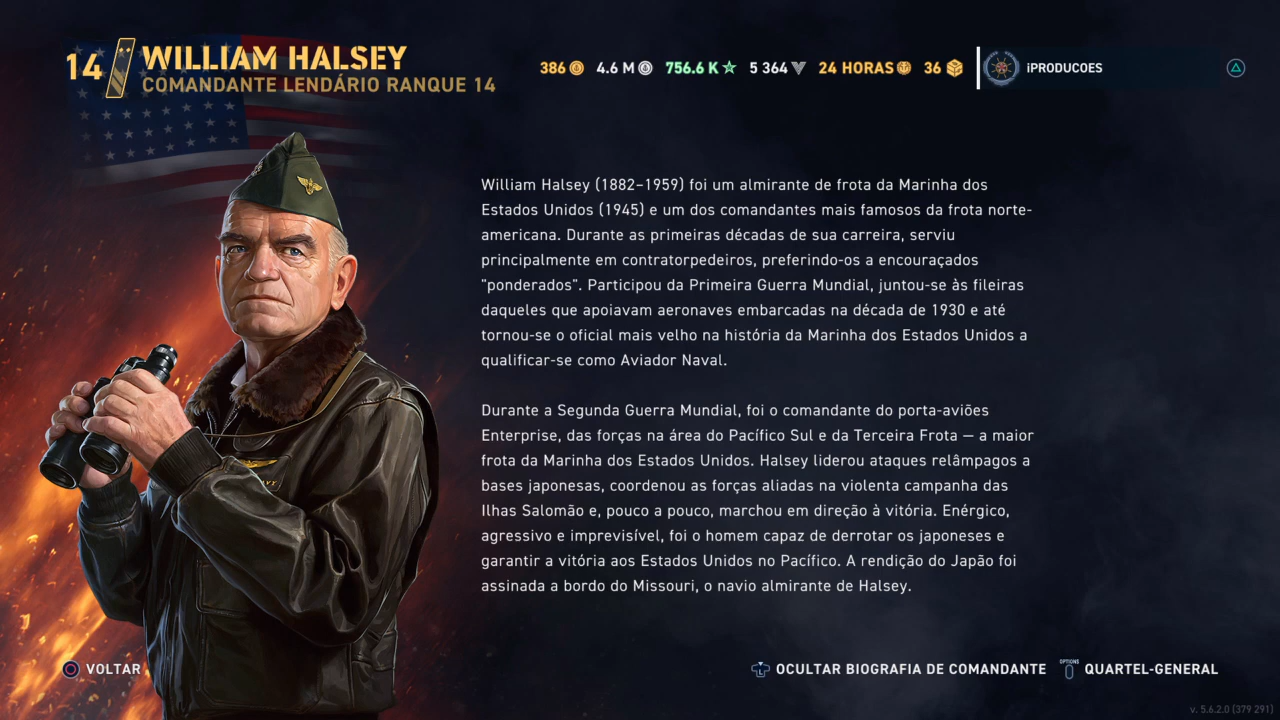 14 WILLIAM HALSEY
COMANDANTE LENDÁRIO RANQUE 14
386 4.6 M 756.6 K 5 364 24 HORAS 36 iPRODUCOES
William Halsey (1882–1959) foi um almirante de frota da Marinha dos
Estados Unidos (1945) e um dos comandantes mais famosos da frota norte-
americana. Durante as primeiras décadas de sua carreira, serviu
principalmente em contratorpedeiros, preferindo-os a encouraçados
"ponderados". Participou da Primeira Guerra Mundial, juntou-se às fileiras
daqueles que apoiavam aeronaves embarcadas na década de 1930 e até
tornou-se o oficial mais velho na história da Marinha dos Estados Unidos a
qualificar-se como Aviador Naval.
Durante a Segunda Guerra Mundial, foi o comandante do porta-aviões
Enterprise, das forças na área do Pacífico Sul e da Terceira Frota — a maior
frota da Marinha dos Estados Unidos. Halsey liderou ataques relâmpagos a
bases japonesas, coordenou as forças aliadas na violenta campanha das
Ilhas Salomão e, pouco a pouco, marchou em direção à vitória. Enérgico,
agressivo e imprevisível, foi o homem capaz de derrotar os japoneses e
garantir a vitória aos Estados Unidos no Pacífico. A rendição do Japão foi
assinada a bordo do Missouri, o navio almirante de Halsey.
VOLTAR
L OCULTAR BIOGRAFIA DE COMANDANTE OPTIONS QUARTEL-GENERAL
v. 5.6.2.0 (379 291)